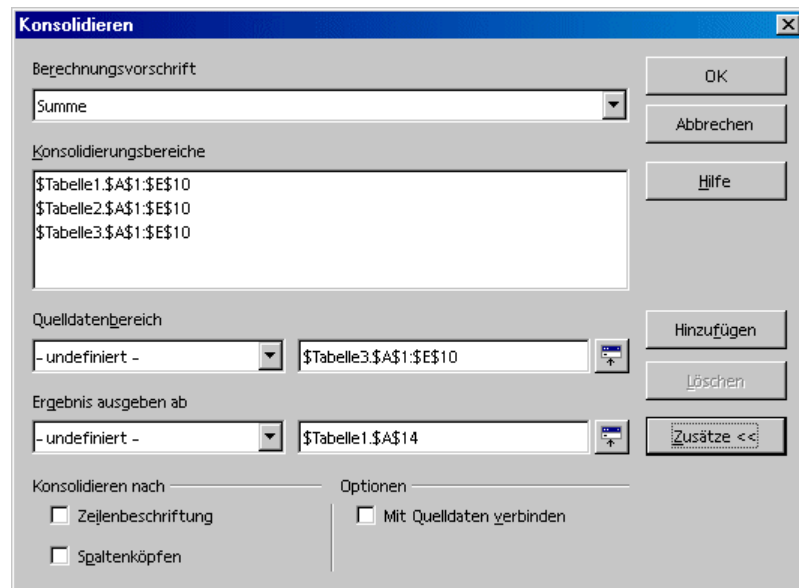 Konsolidieren
Berechnungsvorschrift
Summe
OK
Abbrechen
Hilfe
Konsolidierungsbereiche
$Tabelle1.$A$1:$E$10
$Tabelle2.$A$1:$E$10
$Tabelle3.$A$1:$E$10
Quelldatenbereich
- undefiniert -
$Tabelle3.$A$1:$E$10
Hinzufügen
Löschen
Ergebnis ausgeben ab
- undefiniert -
$Tabelle1.$A$14
Zusätze <<
Konsolidieren nach
Optionen
Zeilenbeschriftung
Mit Quelldaten verbinden
Spaltenköpfen